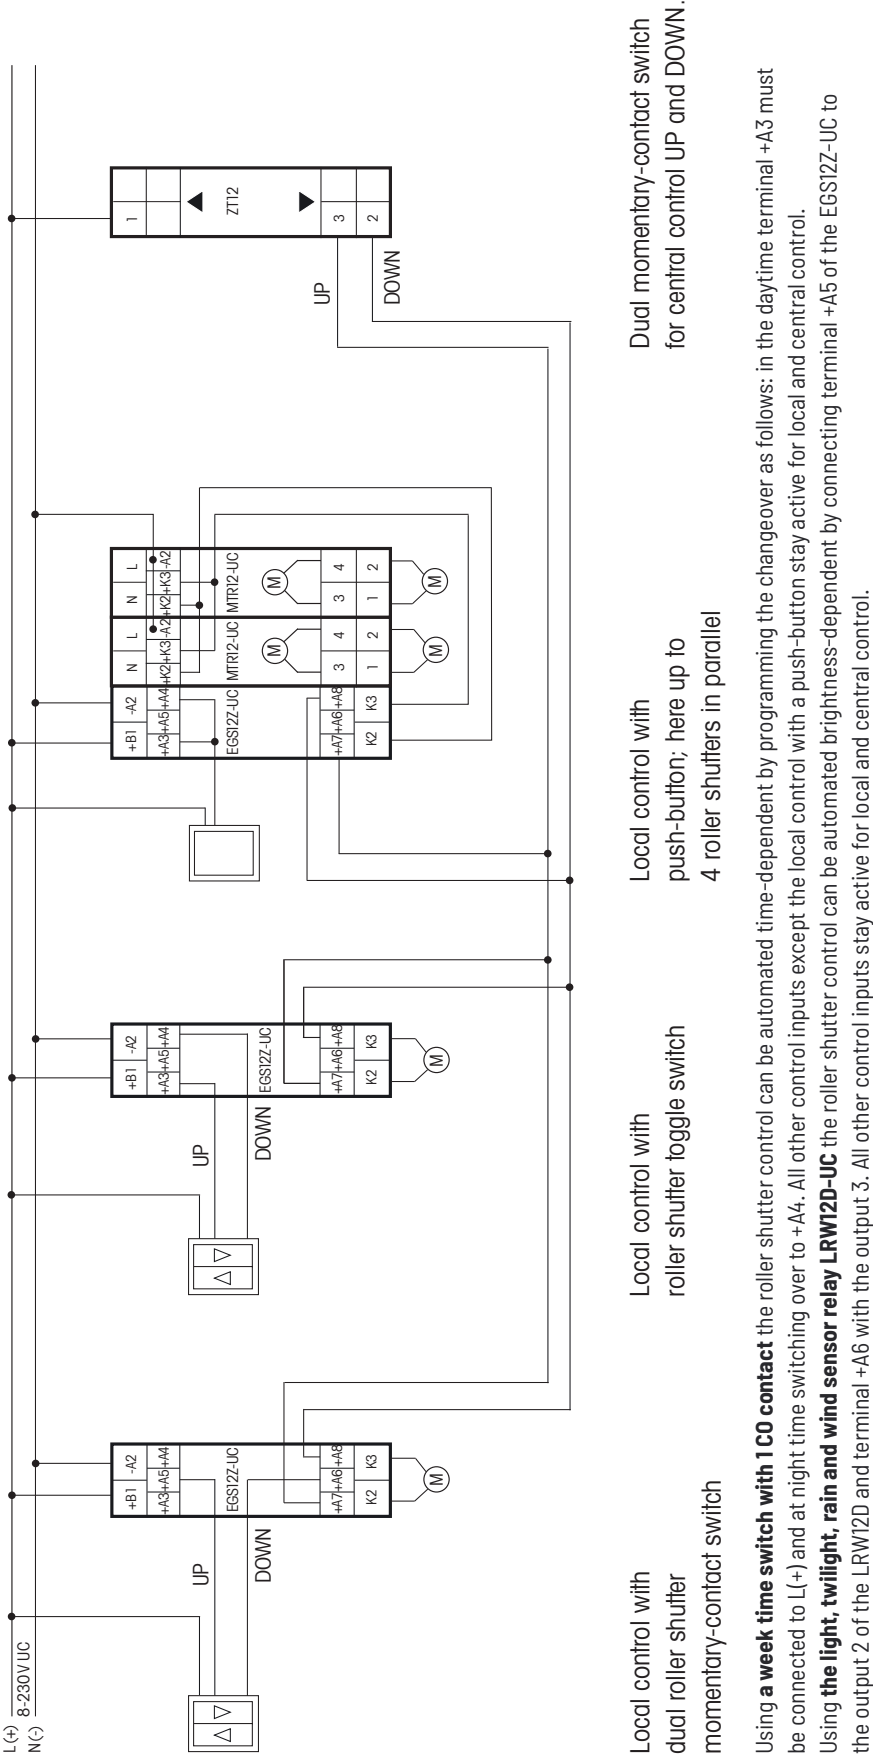 L(+)
8-230V UC
N(-)
UP
DOWN
+B1 -A2
+A3+A5+A4
EGS12Z-UC
+A7+A6+A8
K2 K3
M
UP
DOWN
+B1 -A2
+A3+A5+A4
EGS12Z-UC
+A7+A6+A8
K2 K3
M
+B1 -A2
+A3+A5+A4
EGS12Z-UC
+A7+A6+A8
K2 K3
N L
+K2+K3-A2
MTR12-UC
M
3 4
1 2
M
N L
+K2+K3-A2
MTR12-UC
M
3 4
1 2
M
UP
DOWN
1
ZT12
3
2
Local control with
dual roller shutter
momentary-contact switch
Local control with
roller shutter toggle switch
Local control with
push-button; here up to
4 roller shutters in parallel
Dual momentary-contact switch
for central control UP and DOWN.
Using a week time switch with 1 CO contact the roller shutter control can be automated time-dependent by programming the changeover as follows: in the daytime terminal +A3 must
be connected to L(+) and at night time switching over to +A4. All other control inputs except the local control with a push-button stay active for local and central control.
Using the light, twilight, rain and wind sensor relay LRW12D-UC the roller shutter control can be automated brightness-dependent by connecting terminal +A5 of the EGS12Z-UC to
the output 2 of the LRW12D and terminal +A6 with the output 3. All other control inputs stay active for local and central control.